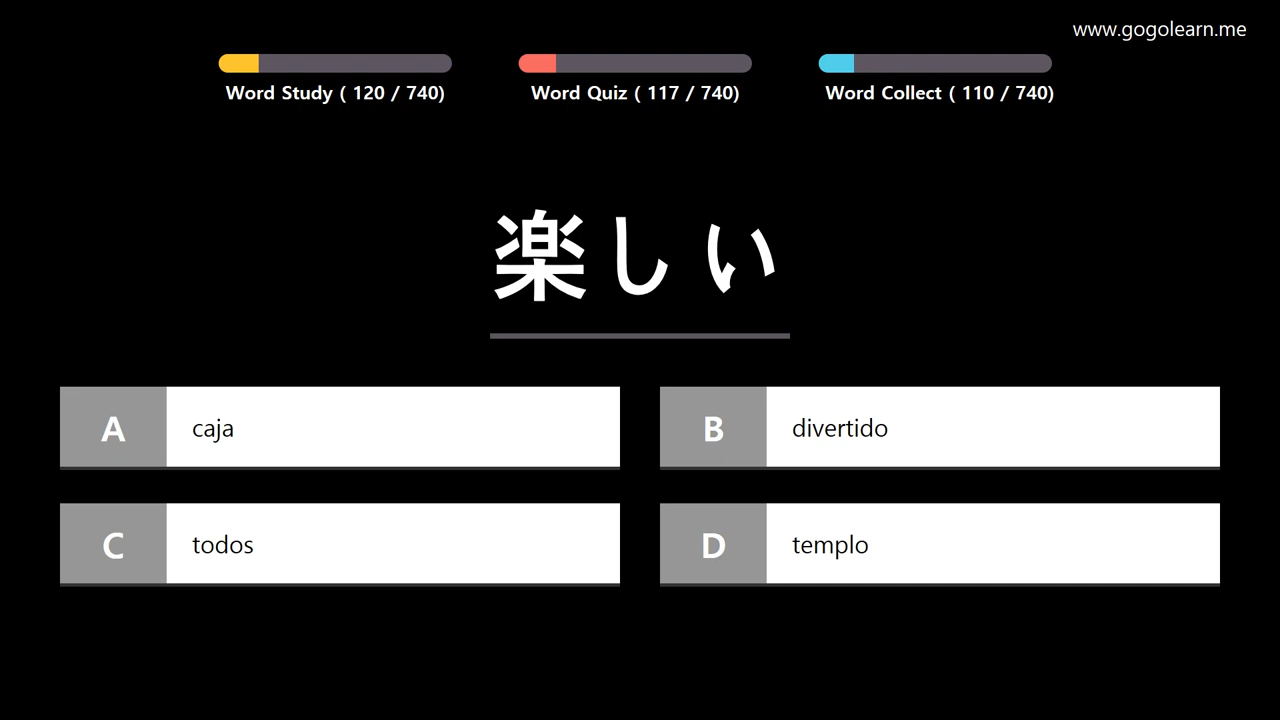 www.gogolearn.me
Word Study ( 120 / 740)
Word Quiz ( 117 / 740)
Word Collect ( 110 / 740)
楽しい
A caja
B divertido
C todos
D templo